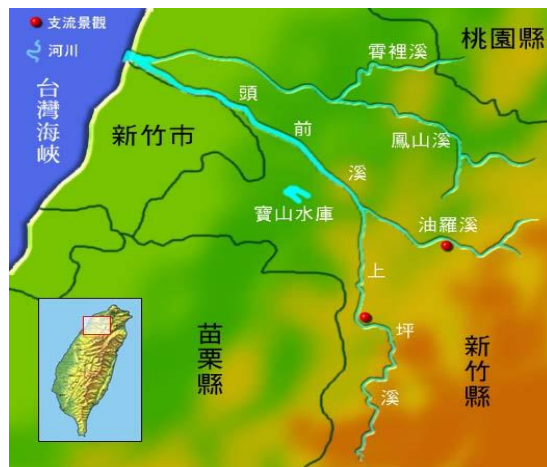 支流景觀
河川
台灣海峽
桃園縣
霄裡溪
頭前溪
新竹市
鳳山溪
寶山水庫
油羅溪
上坪溪
苗栗縣
新竹縣